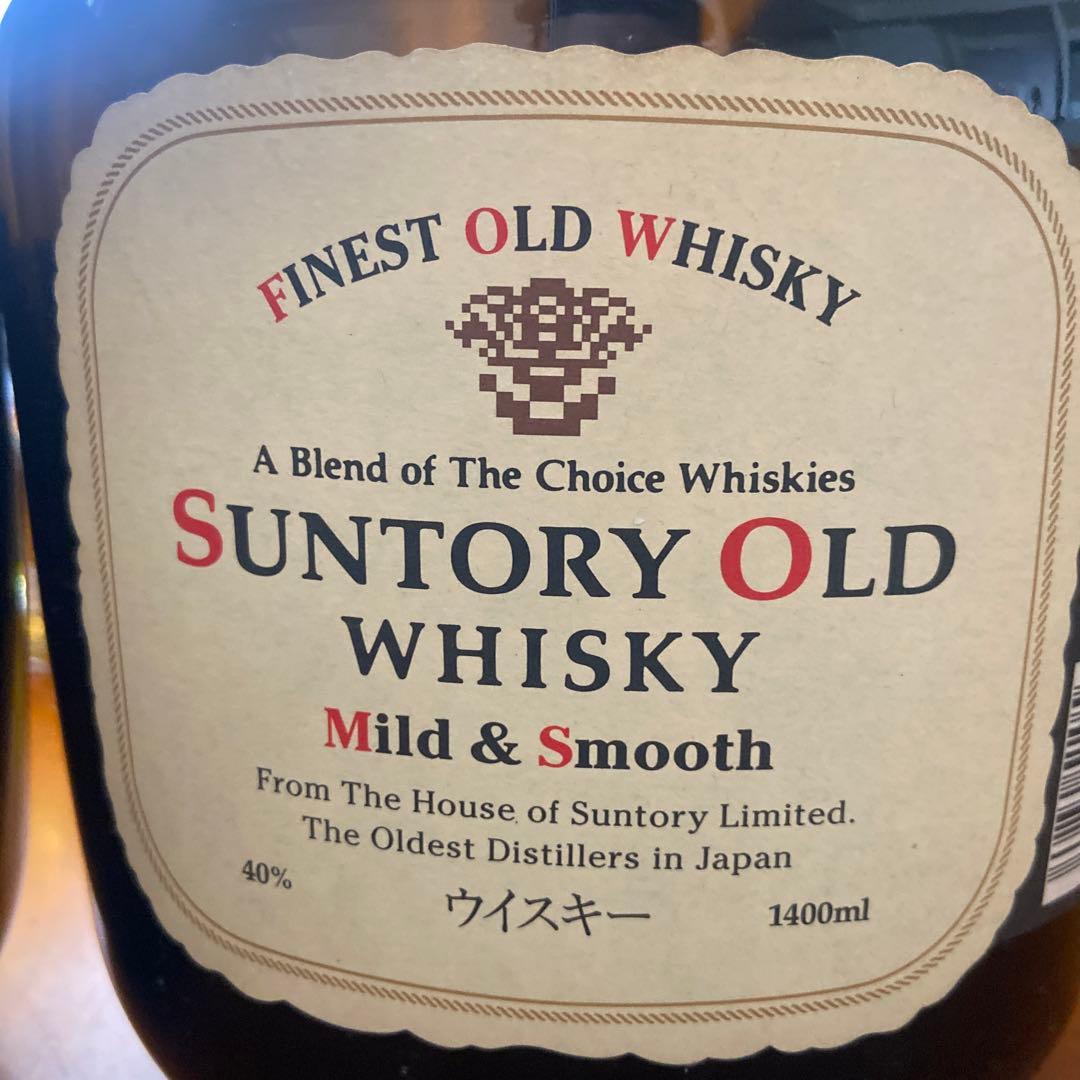 FINEST OLD WHISKY
A Blend of The Choice Whiskies
SUNTORY OLD
WHISKY
Mild & Smooth
From The House of Suntory Limited.
The Oldest Distillers in Japan
40%
ウイスキー
1400ml